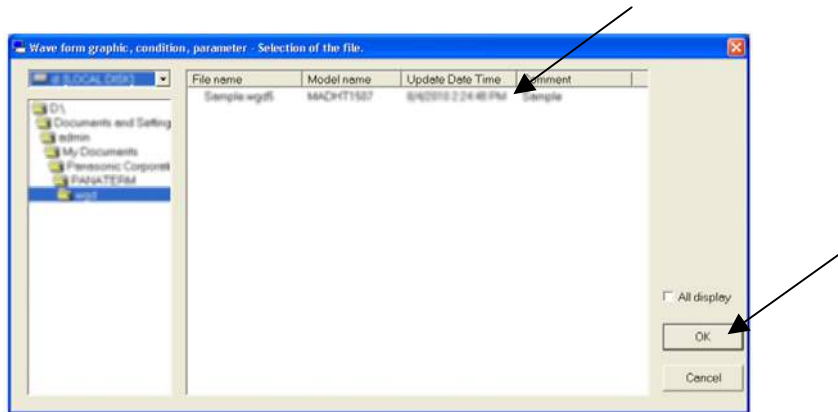 Wave form graphic, condition, parameter - Selection of the file.
d: [LOCAL DISK]
File name Model name Update Date Time Comment
Sample.wgd5 MADHT1507 8/4/2010 2:24:48 PM Sample
D:\
Documents and Setting
admin
My Documents
Panasonic Corporati
PANATERM
wgd
All display
OK
Cancel